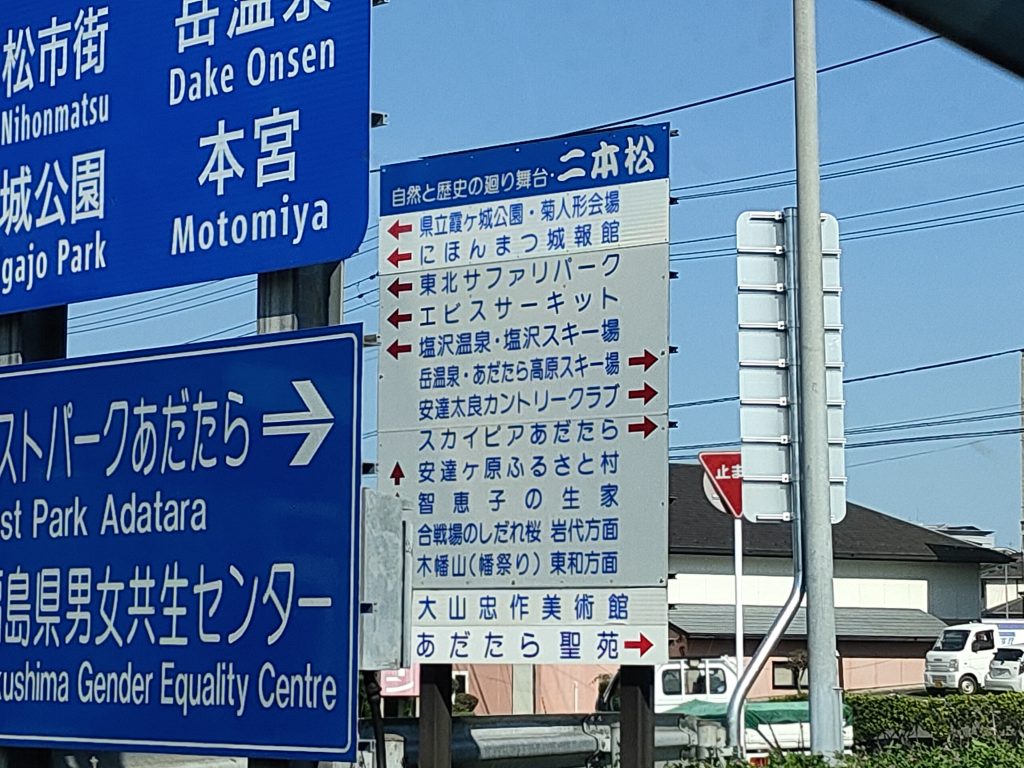 松市街
Nihonmatsu
城公園
gajo Park
岳温泉
Dake Onsen
本宮
Motomiya
ストパークあだたら
st Park Adatara
島県男女共生センター
kushima Gender Equality Centre
自然と歴史の廻り舞台・二本松
県立霞ヶ城公園・菊人形会場
にほんまつ城報館
東北サファリパーク
エビスサーキット
塩沢温泉・塩沢スキー場
岳温泉・あだたら高原スキー場
安達太良カントリークラブ
スカイピアあだたら
安達ヶ原ふるさと村
智恵子の生家
合戦場のしだれ桜 岩代方面
木幡山(幡祭り)東和方面
大山忠作美術館
あだたら聖苑
止ま